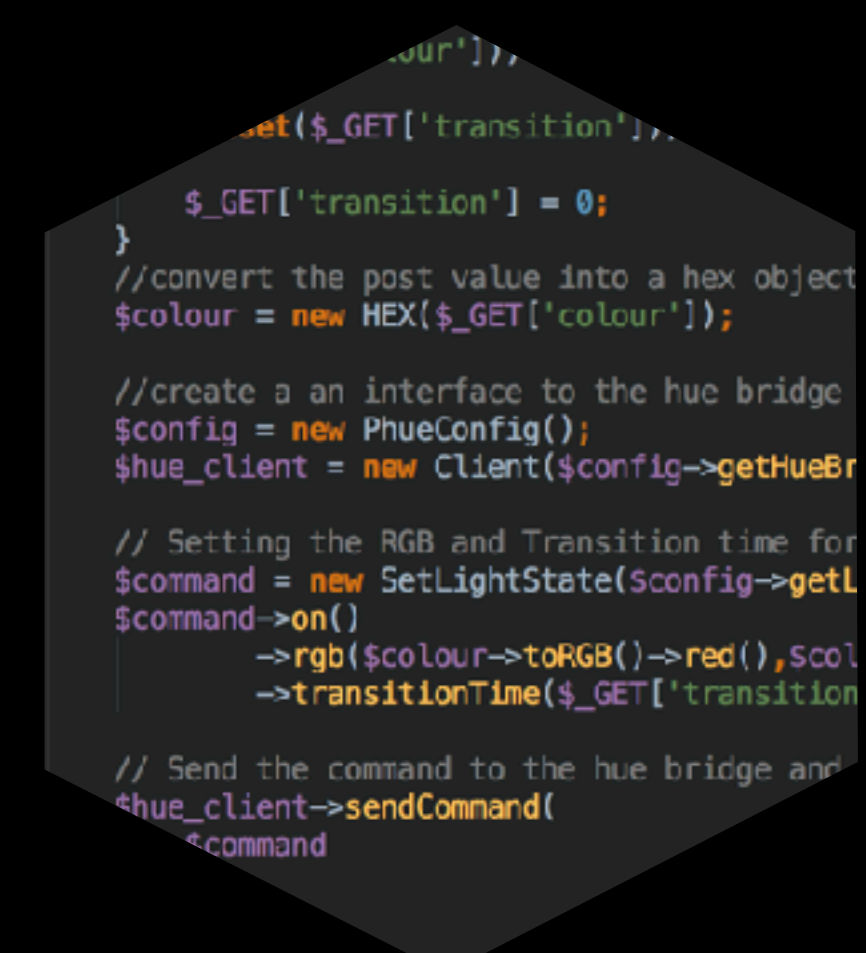 our']));
set($_GET['transition']));
$_GET['transition'] = 0;
}
//convert the post value into a hex object
$colour = new HEX($_GET['colour']);
//create a an interface to the hue bridge
$config = new PhueConfig();
$hue_client = new Client($config->getHueBr
// Setting the RGB and Transition time for
$command = new SetLightState($config->getL
$command->on()
->rgb($colour->toRGB()->red(),$col
->transitionTime($_GET['transition
// Send the command to the hue bridge and
$hue_client->sendCommand(
$command